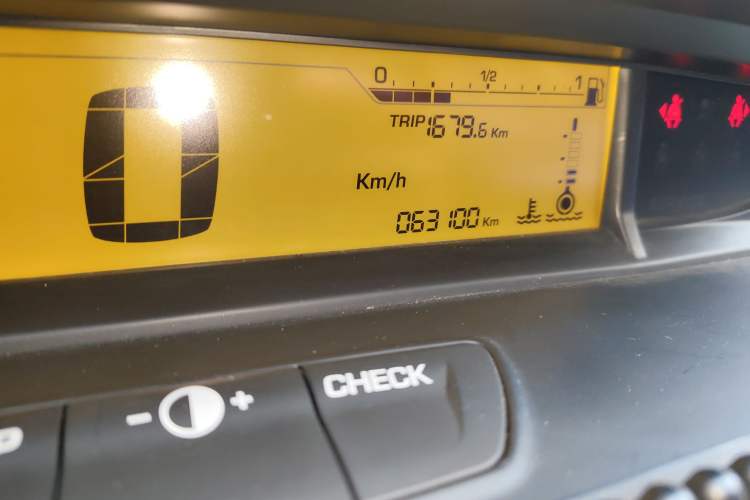 0 1/2 1
TRIP 1679.6 Km
0
Km/h
063100 Km
- +
CHECK